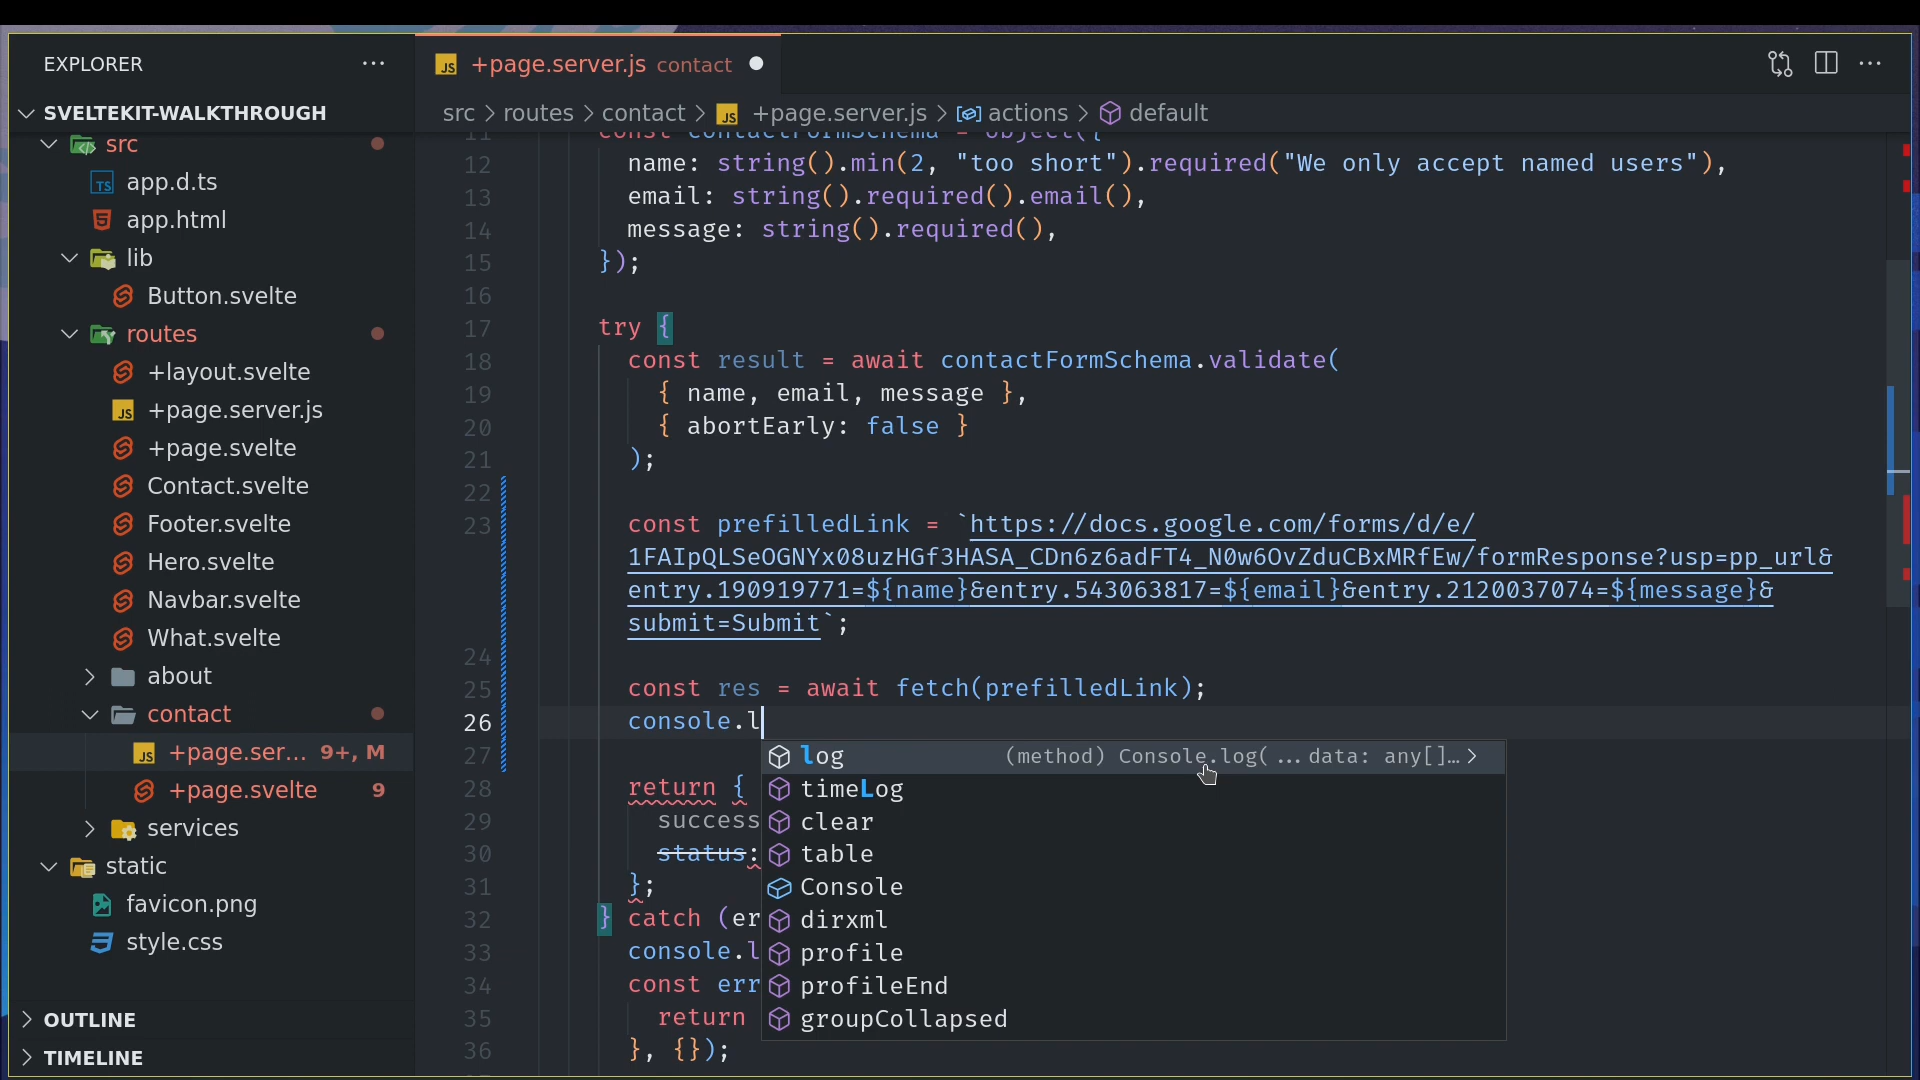 EXPLORER
SVELTEKIT-WALKTHROUGH
src
app.d.ts
app.html
lib
Button.svelte
routes
+layout.svelte
+page.server.js
+page.svelte
Contact.svelte
Footer.svelte
Hero.svelte
Navbar.svelte
What.svelte
about
contact
+page.ser... 9+, M
+page.svelte 9
services
static
favicon.png
style.css
OUTLINE
TIMELINE
+page.server.js contact
src > routes > contact > +page.server.js > actions > default
11 const contactFormSchema = object({
12 name: string().min(2, "too short").required("We only accept named users"),
13 email: string().required().email(),
14 message: string().required(),
15 });
16
17 try {
18 const result = await contactFormSchema.validate(
19 { name, email, message },
20 { abortEarly: false }
21 );
22
23 const prefilledLink = `https://docs.google.com/forms/d/e/
1FAIpQLSeOGNYx08uzHGf3HASA_CDn6z6adFT4_N0w6OvZduCBxMRfEw/formResponse?usp=pp_url&
entry.190919771=${name}&entry.543063817=${email}&entry.2120037074=${message}&
submit=Submit`;
24
25 const res = await fetch(prefilledLink);
26 console.l
27
28 return {
29 success
30 status:
31 };
32 } catch (er
33 console.l
34 const err
35 return
36 }, {});
log (method) Console.log(...data: any[]… >
timeLog
clear
table
Console
dirxml
profile
profileEnd
groupCollapsed